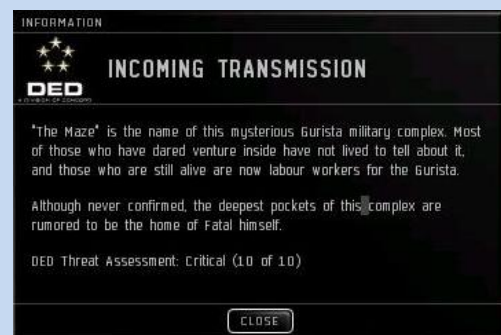 INFORMATION
INCOMING TRANSMISSION
DED
A DIVISION OF CONCORD
"The Maze" is the name of this mysterious Gurista military complex. Most
of those who have dared venture inside have not lived to tell about it,
and those who are still alive are now labour workers for the Gurista.
Although never confirmed, the deepest pockets of this complex are
rumored to be the home of Fatal himself.
DED Threat Assessment: Critical (10 of 10)
CLOSE